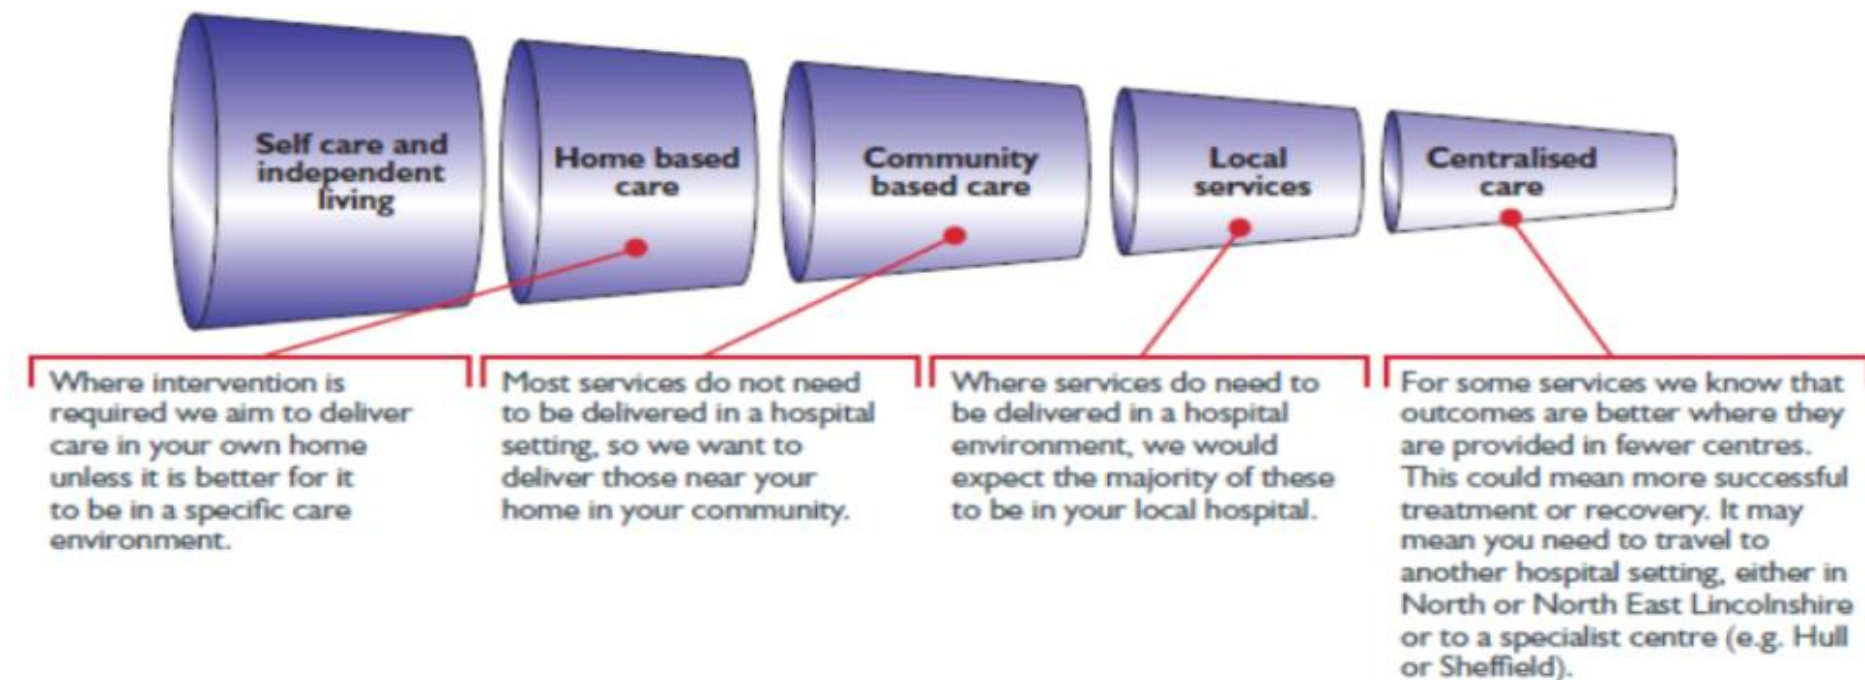 Self care and
independent
living
Home based
care
Community
based care
Local
services
Centralised
care
Where intervention is
required we aim to deliver
care in your own home
unless it is better for it
to be in a specific care
environment.
Most services do not need
to be delivered in a hospital
setting, so we want to
deliver those near your
home in your community.
Where services do need to
be delivered in a hospital
environment, we would
expect the majority of these
to be in your local hospital.
For some services we know that
outcomes are better where they
are provided in fewer centres.
This could mean more successful
treatment or recovery. It may
mean you need to travel to
another hospital setting, either in
North or North East Lincolnshire
or to a specialist centre (e.g. Hull
or Sheffield).